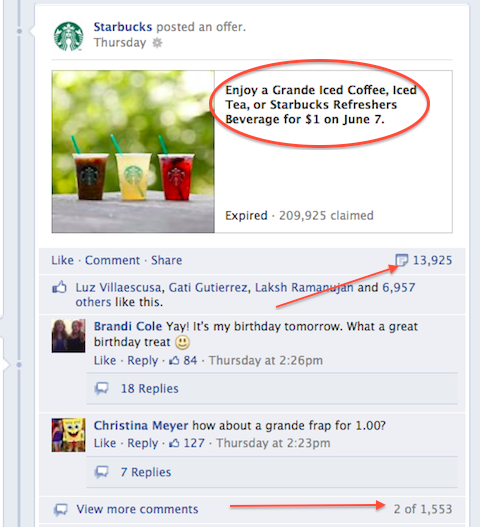 Starbucks posted an offer.
Thursday
Enjoy a Grande Iced Coffee, Iced
Tea, or Starbucks Refreshers
Beverage for $1 on June 7.
Expired · 209,925 claimed
Like · Comment · Share
13,925
Luz Villaescusa, Gati Gutierrez, Laksh Ramanujan and 6,957
others like this.
Brandi Cole Yay! It's my birthday tomorrow. What a great
birthday treat
Like · Reply · 84 · Thursday at 2:26pm
18 Replies
Christina Meyer how about a grande frap for 1.00?
Like · Reply · 127 · Thursday at 2:23pm
7 Replies
View more comments
2 of 1,553